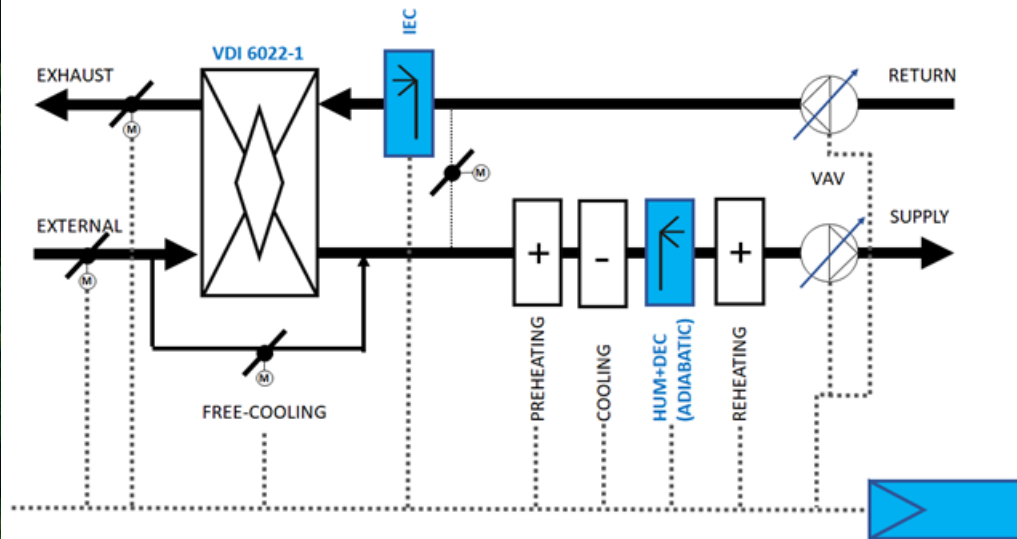 IEC
VDI 6022-1
EXHAUST
RETURN
M
M
VAV
EXTERNAL
SUPPLY
M
+
-
+
M
FREE-COOLING
PREHEATING
COOLING
HUM+DEC
(ADIABATIC)
REHEATING